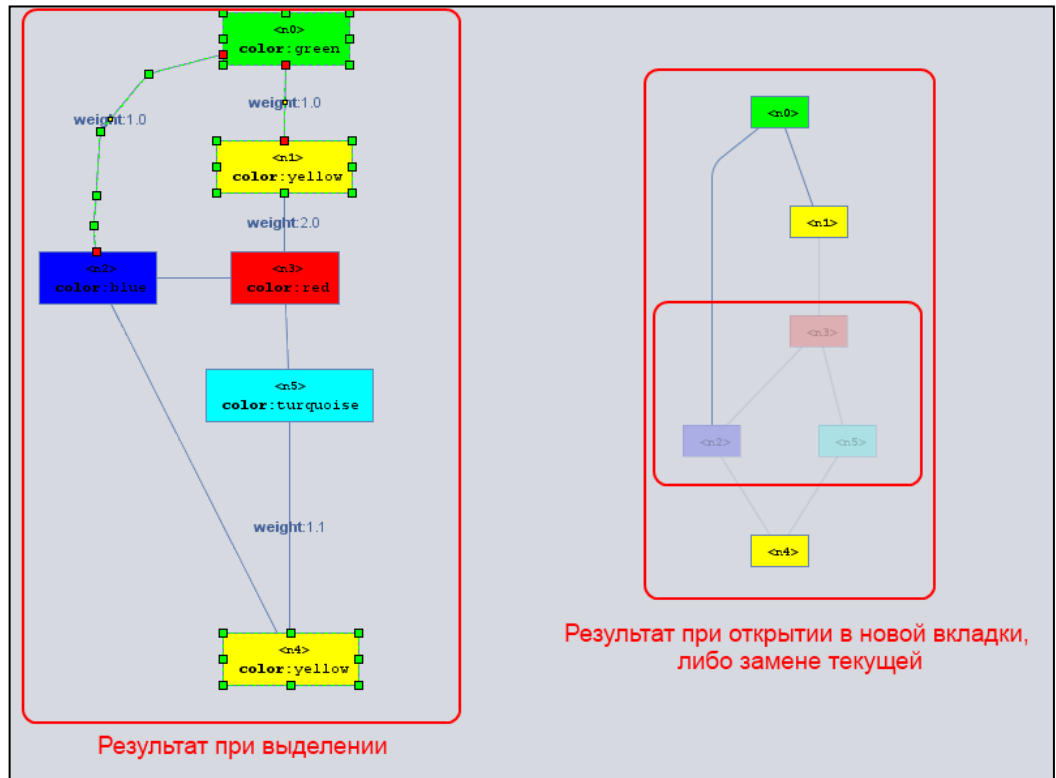 <n0>
color:green
weight:1.0
weight:1.0
<n1>
color:yellow
weight:2.0
<n2>
color:blue
<n3>
color:red
<n5>
color:turquoise
weight:1.1
<n4>
color:yellow
Результат при выделении
<n0>
<n1>
<n3>
<n2>
<n5>
<n4>
Результат при открытии в новой вкладки,
либо замене текущей